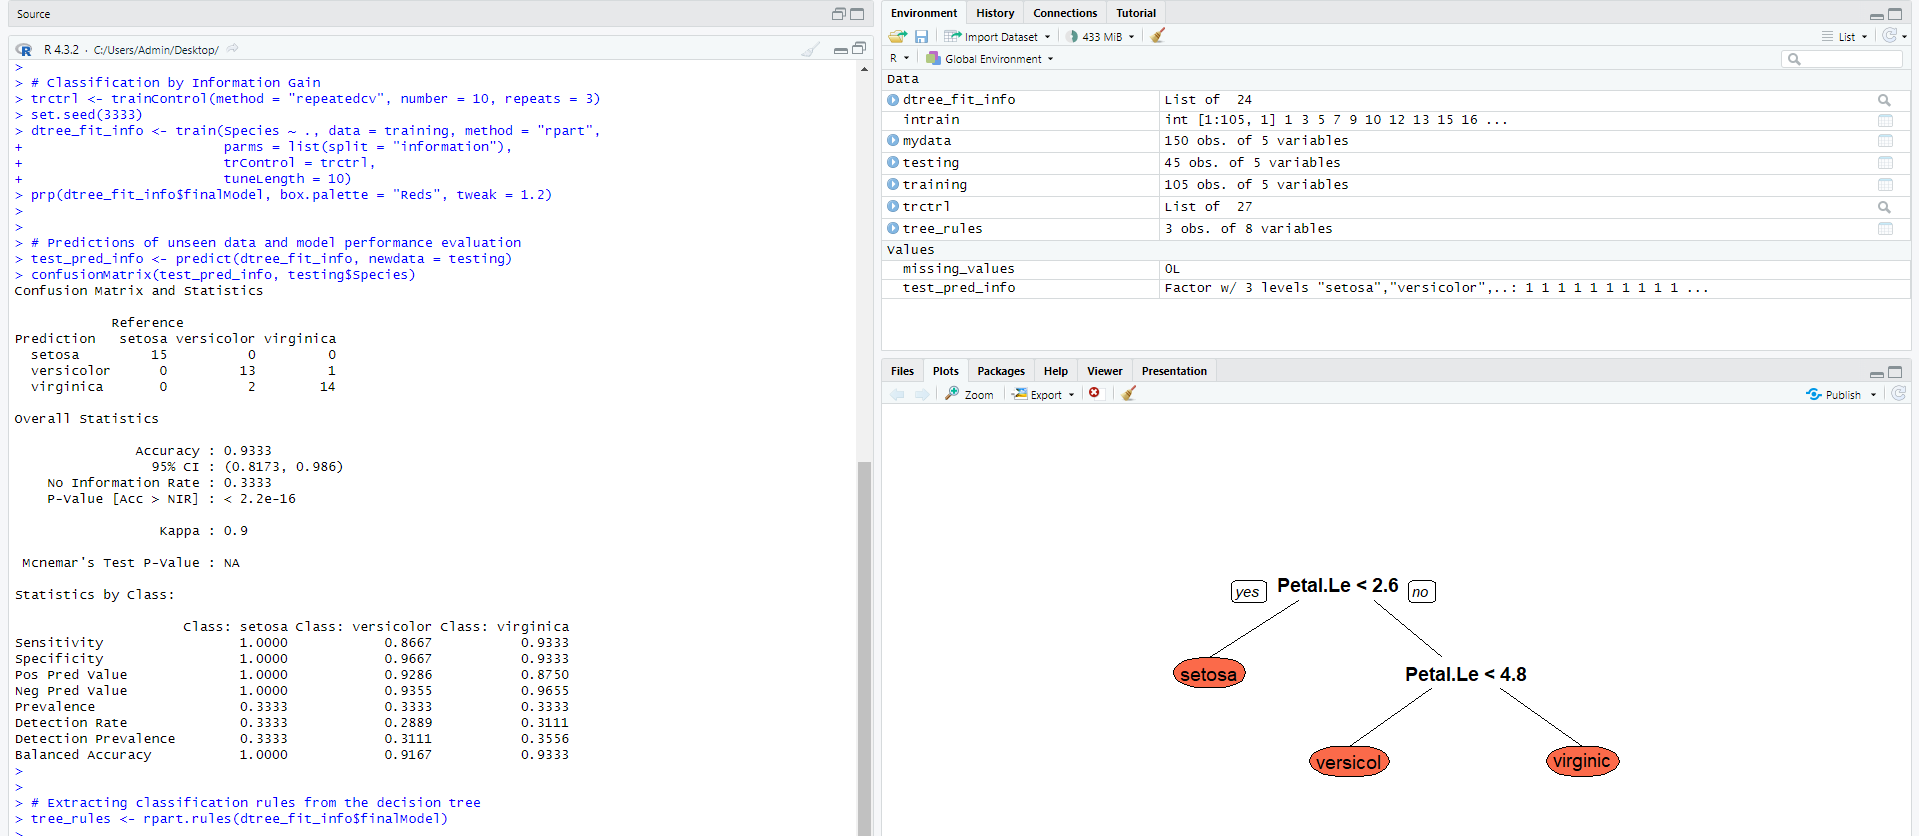 Source
R 4.3.2 · C:/Users/Admin/Desktop/
>
> # Classification by Information Gain
> trctrl <- trainControl(method = "repeatedcv", number = 10, repeats = 3)
> set.seed(3333)
> dtree_fit_info <- train(Species ~ ., data = training, method = "rpart",
+                         parms = list(split = "information"),
+                         trControl = trctrl,
+                         tuneLength = 10)
> prp(dtree_fit_info$finalModel, box.palette = "Reds", tweak = 1.2)
>
>
> # Predictions of unseen data and model performance evaluation
> test_pred_info <- predict(dtree_fit_info, newdata = testing)
> confusionMatrix(test_pred_info, testing$Species)
Confusion Matrix and Statistics
            Reference
Prediction   setosa versicolor virginica
  setosa         15          0         0
  versicolor      0         13         1
  virginica       0          2        14
Overall Statistics
               Accuracy : 0.9333
                 95% CI : (0.8173, 0.986)
    No Information Rate : 0.3333
    P-Value [Acc > NIR] : < 2.2e-16
                  Kappa : 0.9
 Mcnemar's Test P-Value : NA
Statistics by Class:
                     Class: setosa Class: versicolor Class: virginica
Sensitivity                 1.0000            0.8667           0.9333
Specificity                 1.0000            0.9667           0.9333
Pos Pred Value              1.0000            0.9286           0.8750
Neg Pred Value              1.0000            0.9355           0.9655
Prevalence                  0.3333            0.3333           0.3333
Detection Rate              0.3333            0.2889           0.3111
Detection Prevalence        0.3333            0.3111           0.3556
Balanced Accuracy           1.0000            0.9167           0.9333
>
>
> # Extracting classification rules from the decision tree
> tree_rules <- rpart.rules(dtree_fit_info$finalModel)
>
Environment History Connections Tutorial
Import Dataset 433 MiB List
R Global Environment
Data
dtree_fit_info List of  24
intrain int [1:105, 1] 1 3 5 7 9 10 12 13 15 16 ...
mydata 150 obs. of 5 variables
testing 45 obs. of 5 variables
training 105 obs. of 5 variables
trctrl List of  27
tree_rules 3 obs. of 8 variables
Values
missing_values 0L
test_pred_info Factor w/ 3 levels "setosa","versicolor",..: 1 1 1 1 1 1 1 1 1 1 ...
Files Plots Packages Help Viewer Presentation
Zoom Export Publish
yes Petal.Le < 2.6 no
setosa Petal.Le < 4.8
versicol virginic